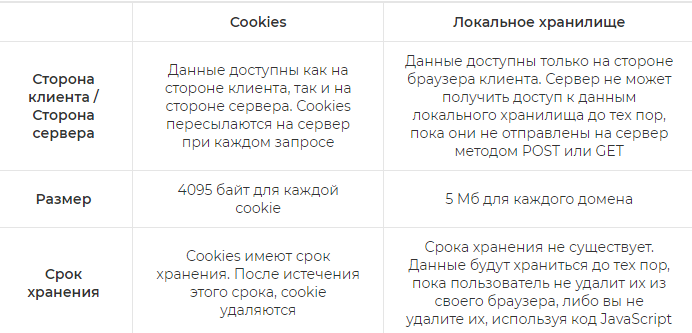 Cookies
Локальное хранилище
Сторона
клиента /
Сторона
сервера
Данные доступны как на
стороне клиента, так и на
стороне сервера. Cookies
пересылаются на сервер
при каждом запросе
Данные доступны только на стороне
браузера клиента. Сервер не может
получить доступ к данным
локального хранилища до тех пор,
пока они не отправлены на сервер
методом POST или GET
Размер
4095 байт для каждой
cookie
5 Мб для каждого домена
Срок
хранения
Cookies имеют срок
хранения. После истечения
этого срока, cookie
удаляются
Срока хранения не существует.
Данные будут храниться до тех пор,
пока пользователь не удалит их из
своего браузера, либо вы не
удалите их, используя код JavaScript